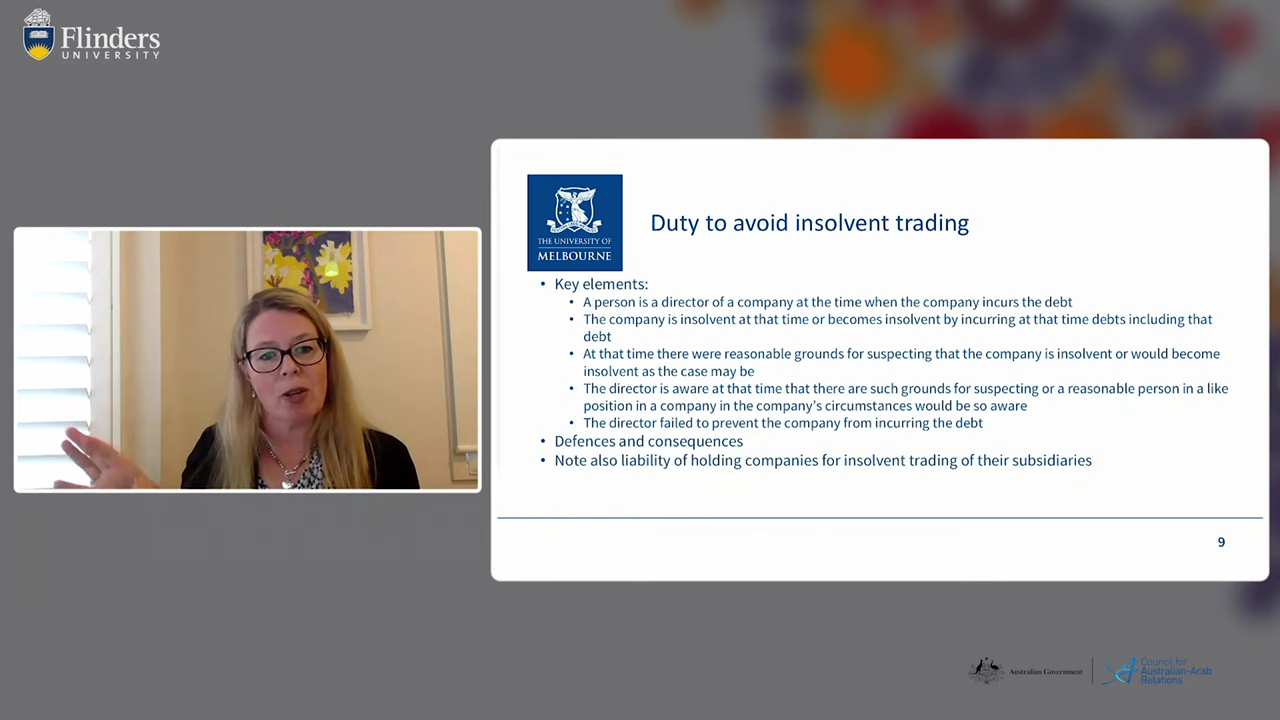 Flinders
UNIVERSITY
THE UNIVERSITY OF
MELBOURNE
Duty to avoid insolvent trading
• Key elements:
• A person is a director of a company at the time when the company incurs the debt
• The company is insolvent at that time or becomes insolvent by incurring at that time debts including that
debt
• At that time there were reasonable grounds for suspecting that the company is insolvent or would become
insolvent as the case may be
• The director is aware at that time that there are such grounds for suspecting or a reasonable person in a like
position in a company in the company's circumstances would be so aware
• The director failed to prevent the company from incurring the debt
• Defences and consequences
• Note also liability of holding companies for insolvent trading of their subsidiaries
9
Australian Government
Council for
Australian-Arab
Relations